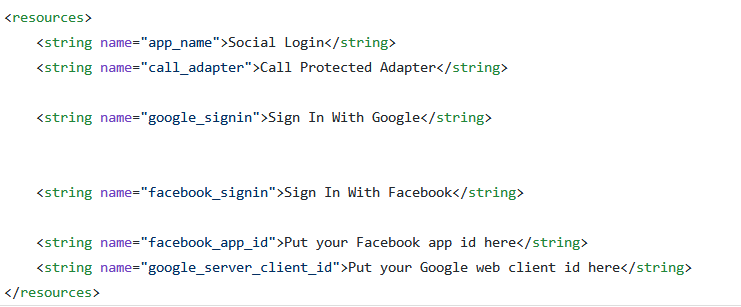 <resources>
    <string name="app_name">Social Login</string>
    <string name="call_adapter">Call Protected Adapter</string>
    <string name="google_signin">Sign In With Google</string>
    <string name="facebook_signin">Sign In With Facebook</string>
    <string name="facebook_app_id">Put your Facebook app id here</string>
    <string name="google_server_client_id">Put your Google web client id here</string>
</resources>